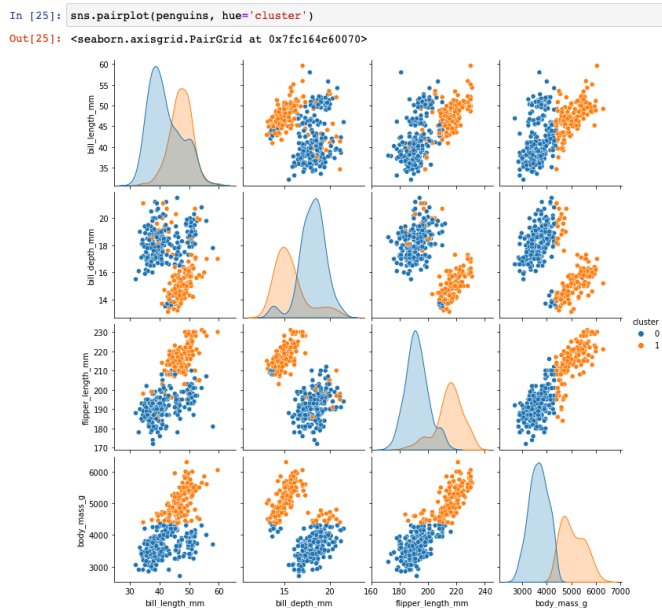 In [25]: sns.pairplot(penguins, hue='cluster')
Out[25]: <seaborn.axisgrid.PairGrid at 0x7fc164c60070>
60
55
50
45
40
35
bill_length_mm
20
18
16
14
bill_depth_mm
230
220
210
200
190
180
170
flipper_length_mm
6000
5000
4000
3000
body_mass_g
30 40 50 60
bill_length_mm
15 20
bill_depth_mm
160 180 200 220 240
flipper_length_mm
3000 4000 5000 6000 7000
body_mass_g
cluster
0
1